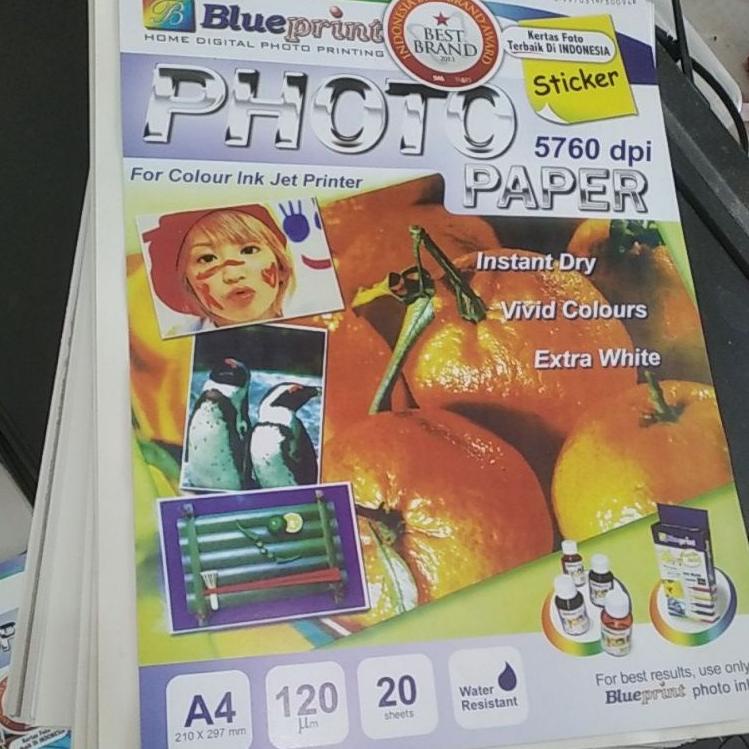 B Blueprint
HOME DIGITAL PHOTO PRINTING
BEST
BRAND
Kertas Foto
Terbaik Di INDONESIA
Sticker
PHOTO
5760 dpi
PAPER
For Colour Ink Jet Printer
Instant Dry
Vivid Colours
Extra White
Blueprint
A4
210 X 297 mm
120
μm
20
sheets
Water
Resistant
For best results, use only
Blueprint photo in